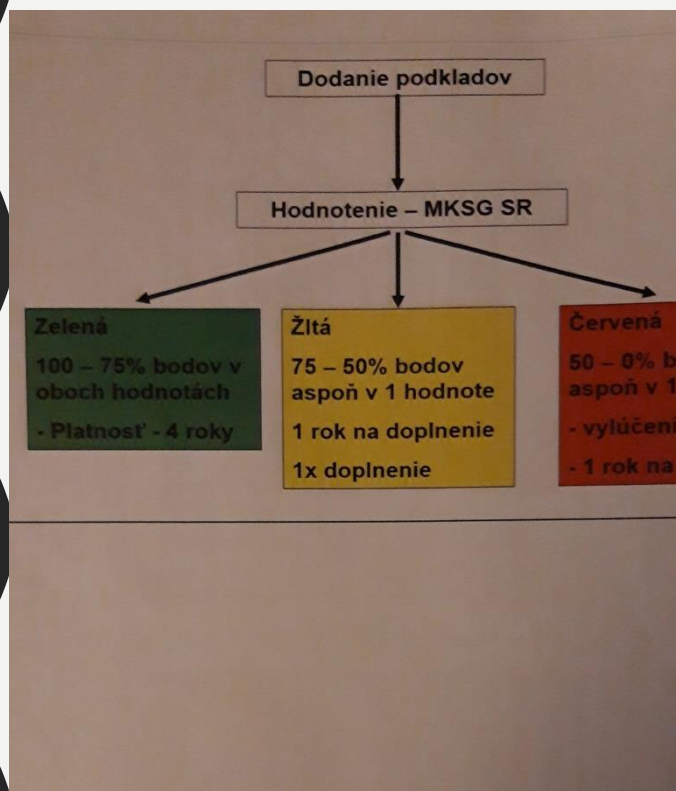 Dodanie podkladov
Hodnotenie – MKSG SR
Zelená
100 – 75% bodov v
oboch hodnotách
- Platnosť - 4 roky
Žltá
75 – 50% bodov
aspoň v 1 hodnote
1 rok na doplnenie
1x doplnenie
Červená
50 – 0%
aspoň v 1
- 1 rok na